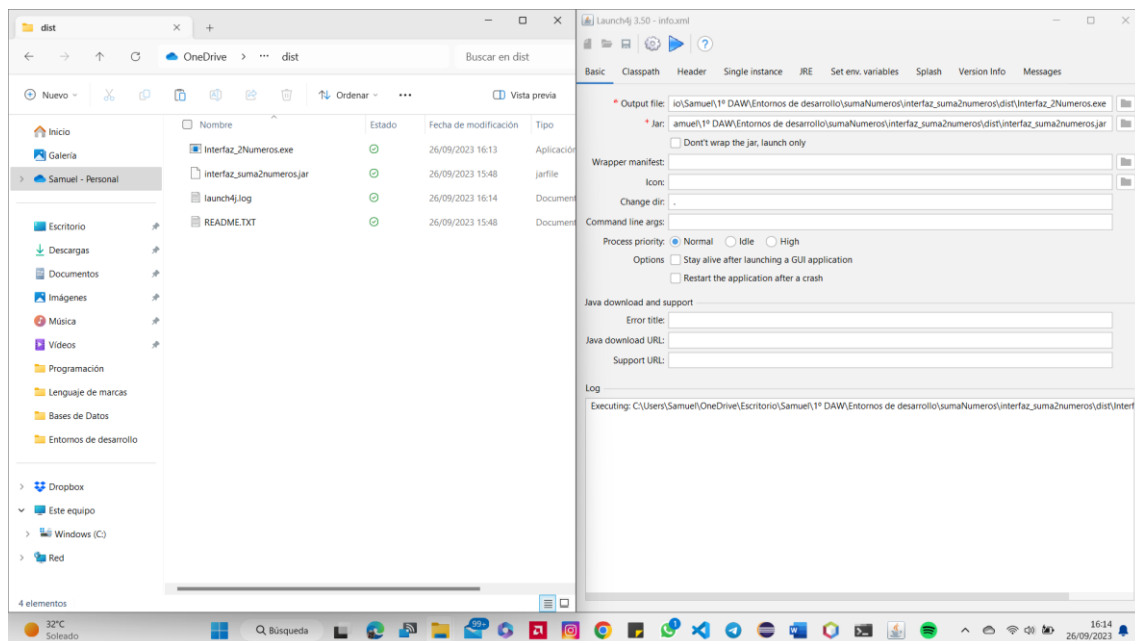 dist
OneDrive > ... dist
Buscar en dist
Nuevo
Ordenar
...
Vista previa
Inicio
Galería
Samuel - Personal
Escritorio
Descargas
Documentos
Imágenes
Música
Vídeos
Programación
Lenguaje de marcas
Bases de Datos
Entornos de desarrollo
Dropbox
Este equipo
Windows (C:)
Red
Nombre Estado Fecha de modificación Tipo
Interfaz_2Numeros.exe 26/09/2023 16:13 Aplicación
interfaz_suma2numeros.jar 26/09/2023 15:48 jarfile
launch4j.log 26/09/2023 16:14 Document
README.TXT 26/09/2023 15:48 Document
4 elementos
Launch4j 3.50 - info.xml
Basic Classpath Header Single instance JRE Set env. variables Splash Version Info Messages
* Output file: io\Samuel\1º DAW\Entornos de desarrollo\sumaNumeros\interfaz_suma2numeros\dist\Interfaz_2Numeros.exe
* Jar: amuel\1º DAW\Entornos de desarrollo\sumaNumeros\interfaz_suma2numeros\dist\interfaz_suma2numeros.jar
Dont't wrap the jar, launch only
Wrapper manifest:
Icon:
Change dir: .
Command line args:
Process priority: Normal Idle High
Options Stay alive after launching a GUI application
Restart the application after a crash
Java download and support
Error title:
Java download URL:
Support URL:
Log
Executing: C:\Users\Samuel\OneDrive\Escritorio\Samuel\1º DAW\Entornos de desarrollo\sumaNumeros\interfaz_suma2numeros\dist\Interf
32°C
Soleado
Búsqueda
99+
1
16:14
26/09/2023